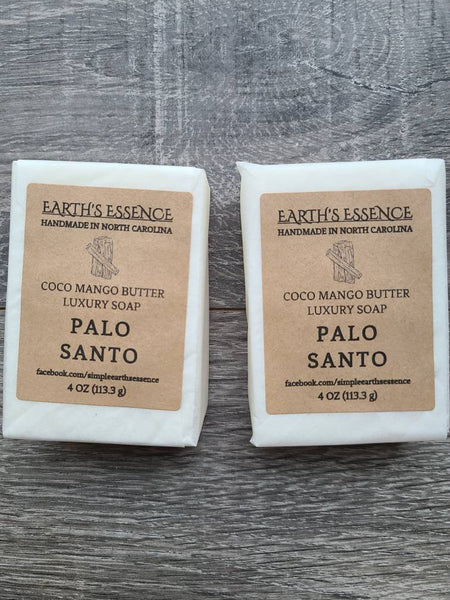 EARTH'S ESSENCE
HANDMADE IN NORTH CAROLINA
COCO MANGO BUTTER
LUXURY SOAP
PALO
SANTO
facebook.com/simpleearthsessence
4 OZ (113.3 g)
EARTH'S ESSENCE
HANDMADE IN NORTH CAROLINA
COCO MANGO BUTTER
LUXURY SOAP
PALO
SANTO
facebook.com/simpleearthsessence
4 OZ (113.3 g)